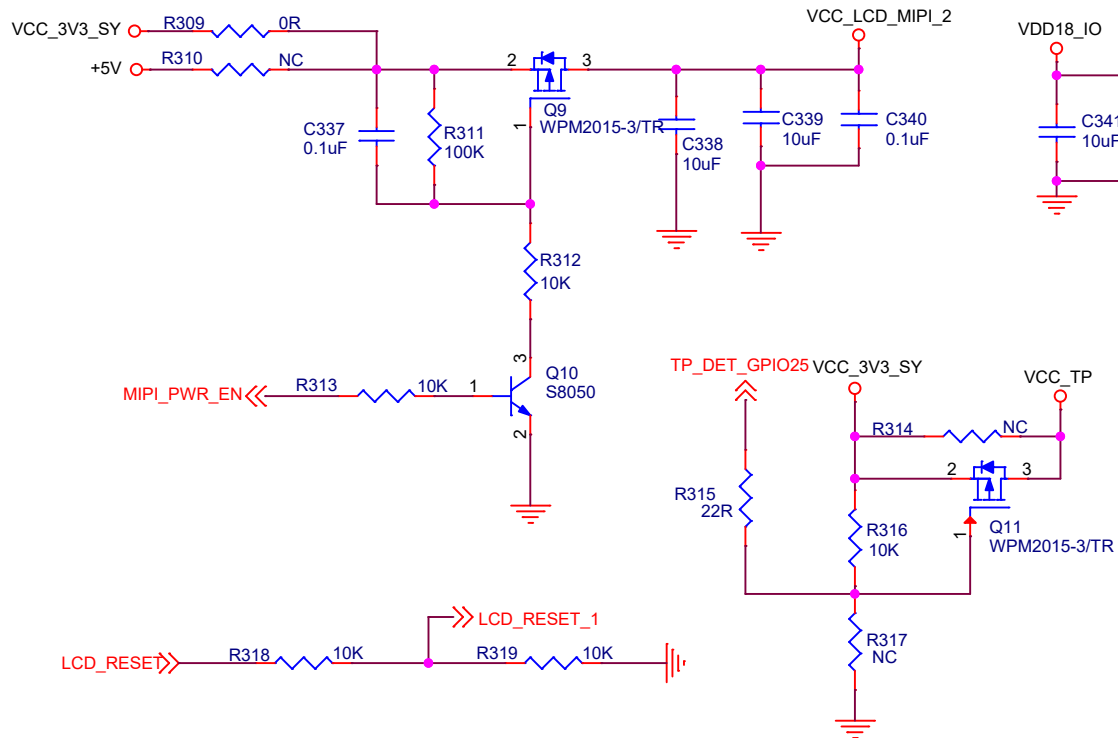 VCC_3V3_SY
R309
0R
+5V
R310
NC
VCC_LCD_MIPI_2
VDD18_IO
2
3
Q9
WPM2015-3/TR
1
C337
0.1uF
R311
100K
C338
10uF
C339
10uF
C340
0.1uF
C341
10uF
R312
10K
3
Q10
S8050
MIPI_PWR_EN
R313
10K
1
2
TP_DET_GPIO25
VCC_3V3_SY
VCC_TP
R314
NC
2
3
R315
22R
R316
10K
1
Q11
WPM2015-3/TR
R317
NC
LCD_RESET_1
LCD_RESET
R318
10K
R319
10K